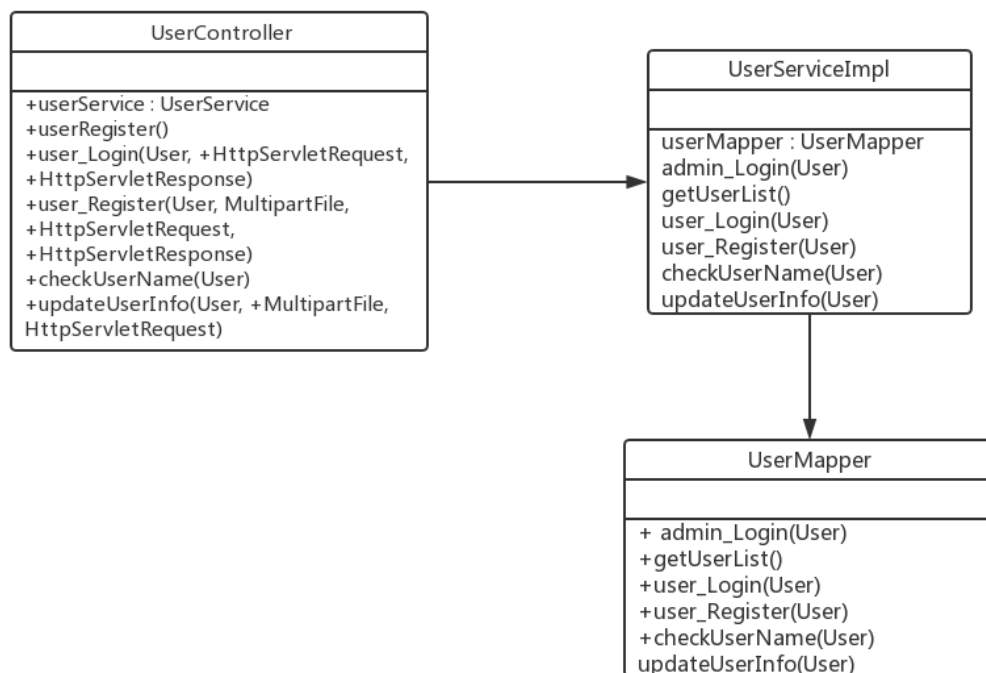 UserController
+userService : UserService
+userRegister()
+user_Login(User, +HttpServletRequest,
+HttpServletResponse)
+user_Register(User, MultipartFile,
+HttpServletRequest,
+HttpServletResponse)
+checkUserName(User)
+updateUserInfo(User, +MultipartFile,
HttpServletRequest)
UserServiceImpl
userMapper : UserMapper
admin_Login(User)
getUserList()
user_Login(User)
user_Register(User)
checkUserName(User)
updateUserInfo(User)
UserMapper
+ admin_Login(User)
+getUserList()
+user_Login(User)
+user_Register(User)
+checkUserName(User)
updateUserInfo(User)